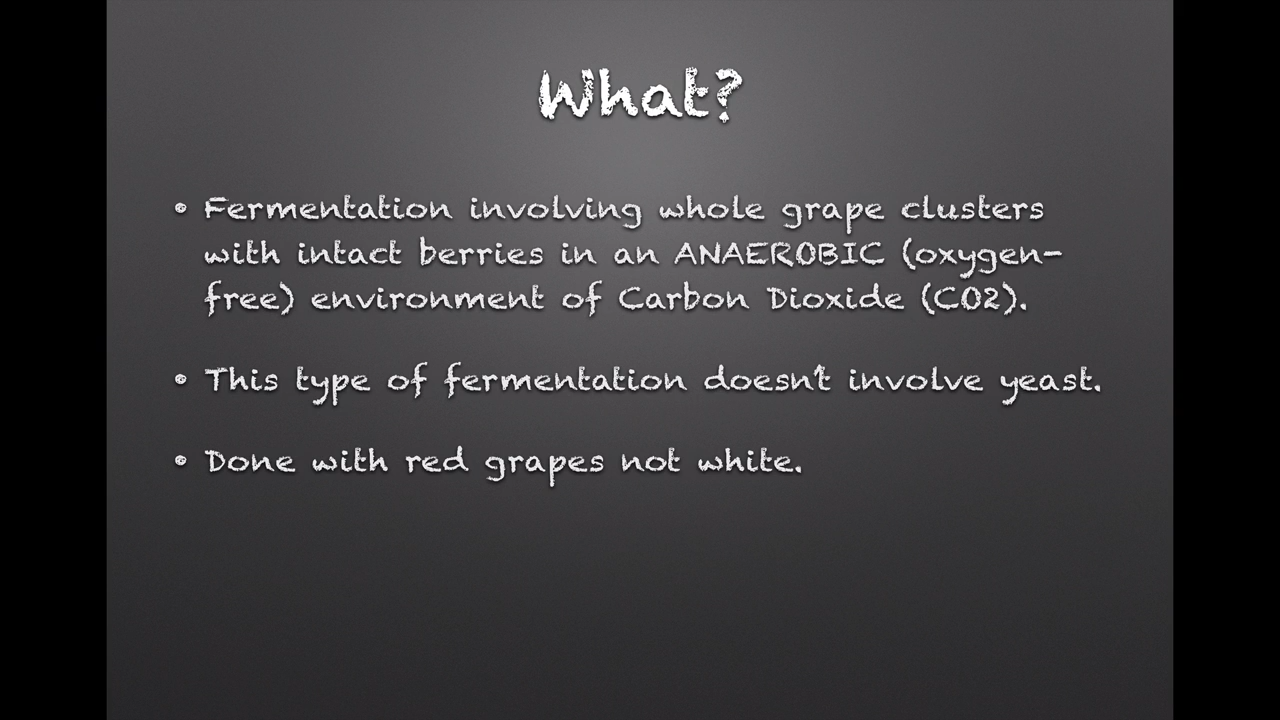 What?
• Fermentation involving whole grape clusters
with intact berries in an ANAEROBIC (oxygen-
free) environment of Carbon Dioxide (CO2).
• This type of fermentation doesn't involve yeast.
• Done with red grapes not white.